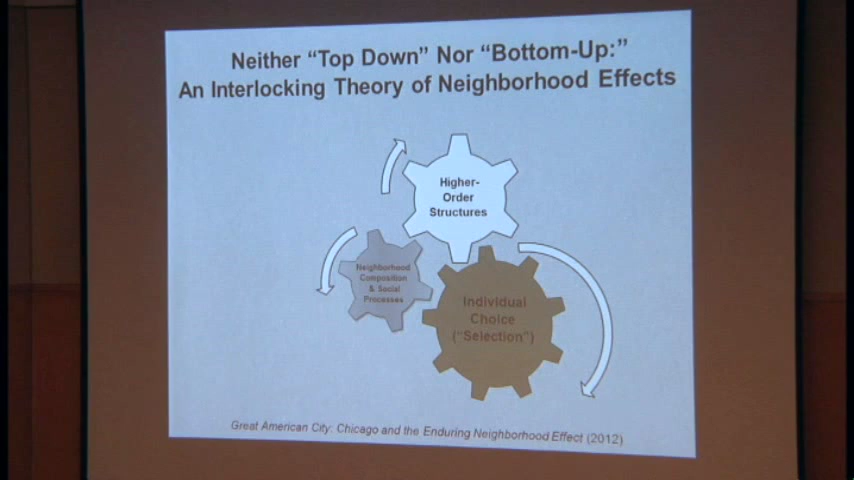 Neither “Top Down” Nor “Bottom-Up:”
An Interlocking Theory of Neighborhood Effects
Higher-
Order
Structures
Neighborhood
Composition
& Social
Processes
Individual
Choice
(“Selection”)
Great American City: Chicago and the Enduring Neighborhood Effect (2012)